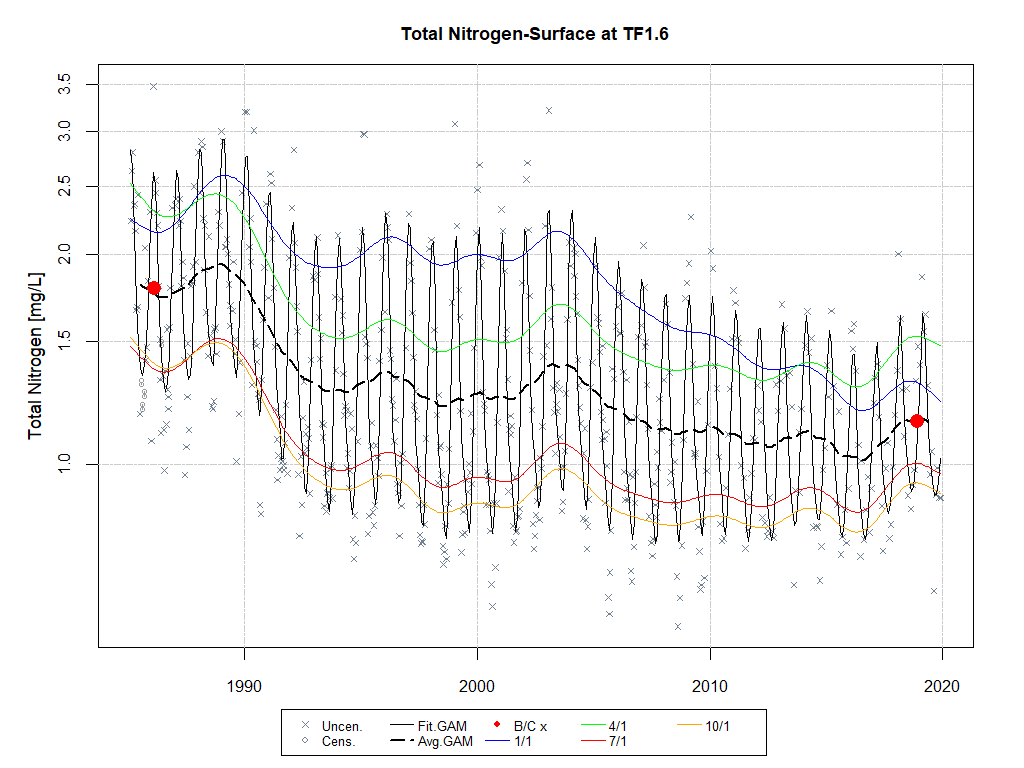 Total Nitrogen-Surface at TF1.6
Total Nitrogen [mg/L]
3.5
3.0
2.5
2.0
1.5
1.0
1990
2000
2010
2020
Uncen. Fit.GAM B/C x 4/1 10/1
Cens. Avg.GAM 1/1 7/1